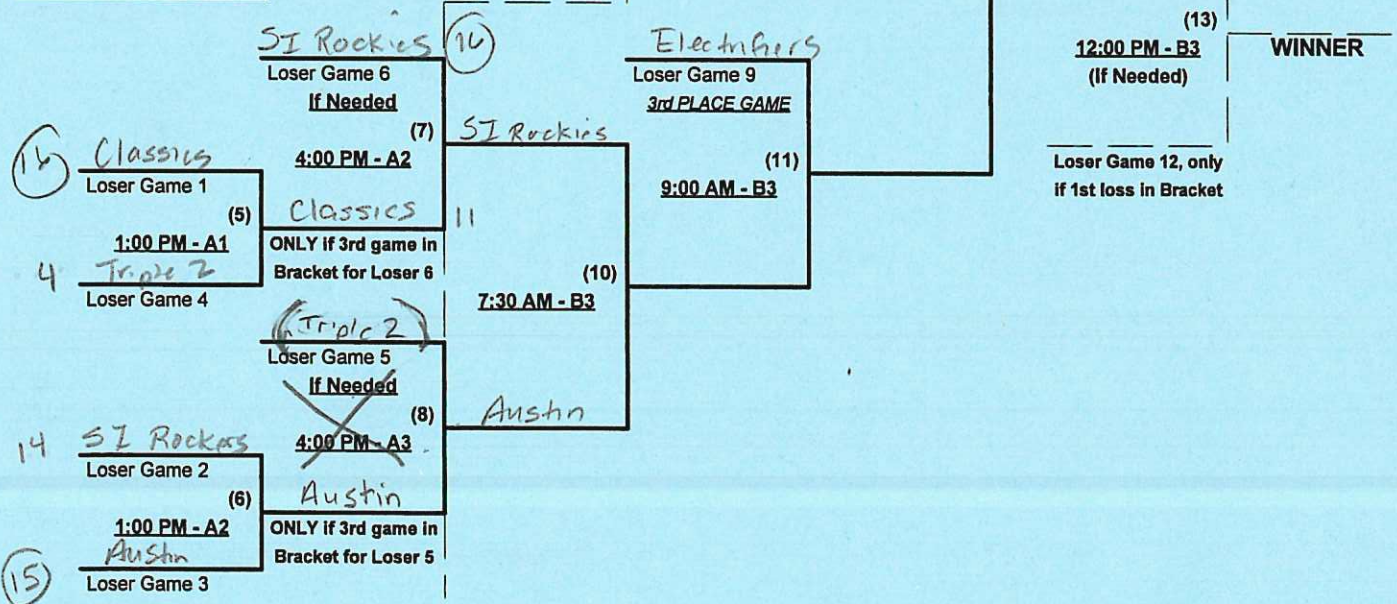 (13)
SI Rockies (16)
Electrifiers
12:00 PM - B3
WINNER
Loser Game 6
Loser Game 9
(If Needed)
If Needed
3rd PLACE GAME
(7)
SI Rockies
(16) Classics
4:00 PM - A2
(11)
Loser Game 12, only
Loser Game 1
9:00 AM - B3
if 1st loss in Bracket
(5)
Classics 11
1:00 PM - A1
ONLY if 3rd game in
4 Triple 2
Bracket for Loser 6
(10)
Loser Game 4
7:30 AM - B3
(Triple 2)
Loser Game 5
If Needed
(8)
Austin
14 SI Rockers
4:00 PM - A3
Loser Game 2
(6)
Austin
1:00 PM - A2
ONLY if 3rd game in
Austin
Bracket for Loser 5
(15)
Loser Game 3